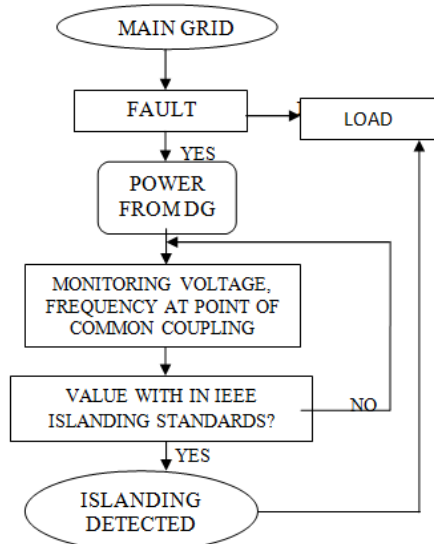 MAIN GRID
FAULT
LOAD
YES
POWER
FROM DG
MONITORING VOLTAGE,
FREQUENCY AT POINT OF
COMMON COUPLING
VALUE WITH IN IEEE
ISLANDING STANDARDS?
NO
YES
ISLANDING
DETECTED